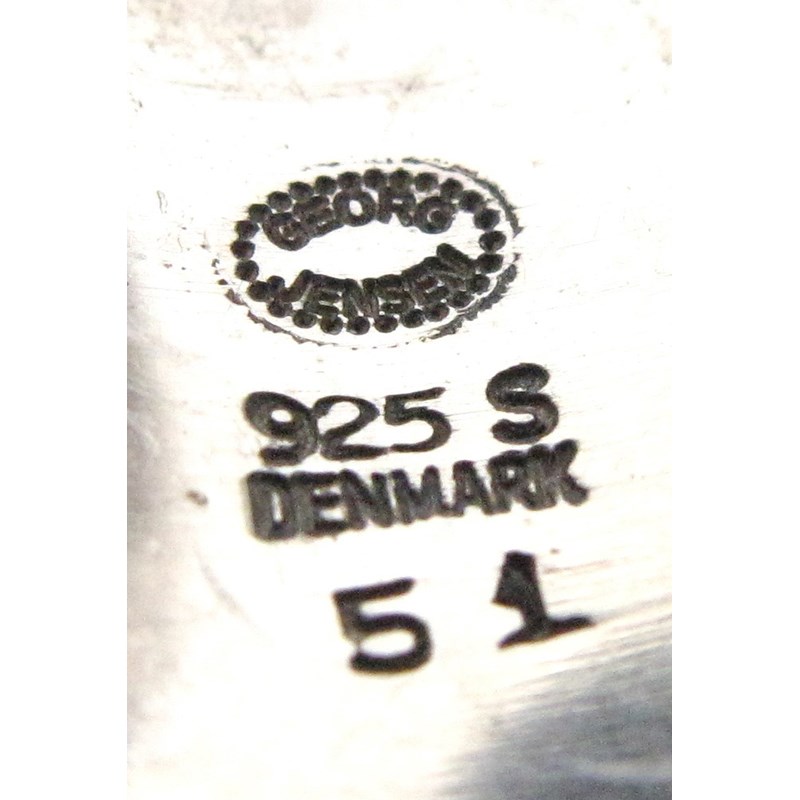 GEORG
JENSEN
925 S
DENMARK
51